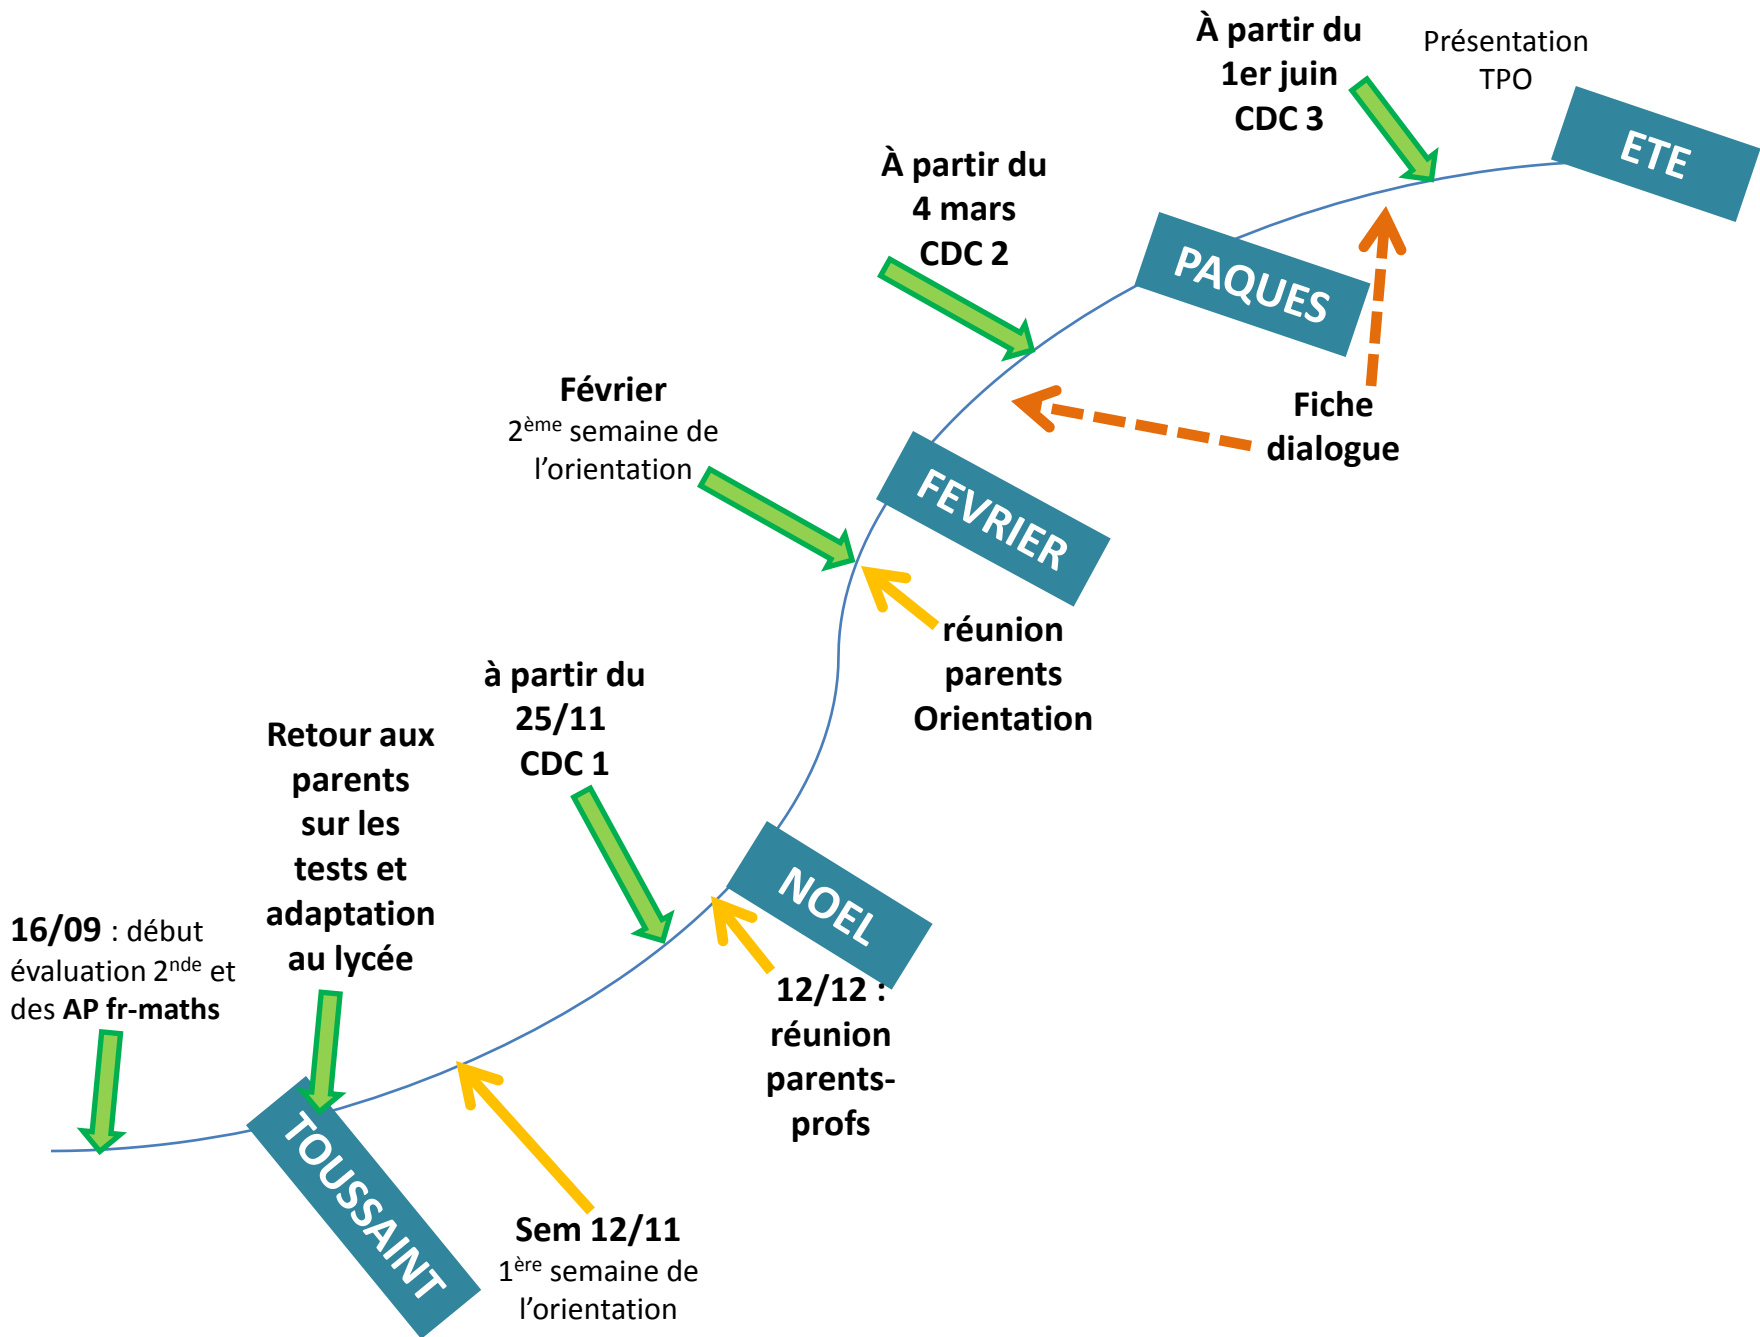 À partir du
1er juin
CDC 3
Présentation
TPO
ETE
À partir du
4 mars
CDC 2
PAQUES
Fiche
dialogue
Février
2ème semaine de
l’orientation
FEVRIER
réunion
parents
Orientation
à partir du
25/11
CDC 1
NOEL
12/12 :
réunion
parents-
profs
Retour aux
parents
sur les
tests et
adaptation
au lycée
16/09 : début
évaluation 2nde et
des AP fr-maths
TOUSSAINT
Sem 12/11
1ère semaine de
l’orientation